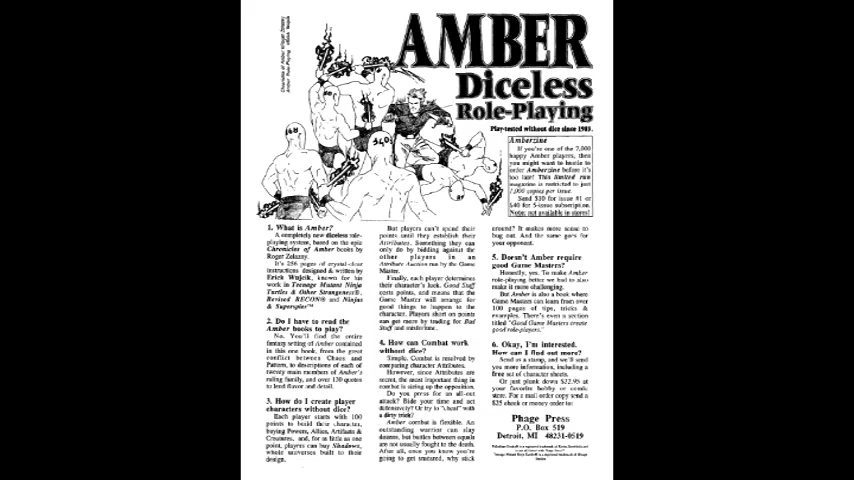 AMBER
Diceless
Role-Playing
Play-tested without dice since 1985.
Amberzine
If you're one of the 7,000
happy Amber players, then
you might want to hustle to
order Amberzine before it's
too late! This limited run
magazine is restricted to just
1,000 copies per issue.
Send $10 for issue #1 or
$40 for 5-issue subscription.
Note: not available in stores!
1. What is Amber?
A completely new diceless role-
playing system, based on the epic
Chronicles of Amber books by
Roger Zelazny.
It's 256 pages of crystal-clear
instructions designed & written by
Erick Wujcik, known for his
work in Teenage Mutant Ninja
Turtles & Other Strangeness®,
Revised RECON® and Ninjas
& Superspies™
2. Do I have to read the
Amber books to play?
No. You'll find the entire
fantasy setting of Amber contained
in this one book, from the great
conflict between Chaos and
Pattern, to descriptions of each of
twenty main members of Amber's
ruling family, and over 130 quotes
to lend flavor and detail.
3. How do I create player
characters without dice?
Each player starts with 100
points to build their character,
buying Powers, Allies, Artifacts &
Creatures, and, for as little as one
point, players can buy Shadows,
whole universes built to their
design.
But players can't spend their
points until they establish their
Attributes. Something they can
only do by bidding against the
other players in an
Attribute Auction run by the Game
Master.
Finally, each player determines
their character's luck. Good Stuff
costs points, and means that the
Game Master will arrange for
good things to happen to the
character. Players short on points
can get more by trading for Bad
Stuff and misfortune.
4. How can Combat work
without dice?
Simple. Combat is resolved by
comparing character Attributes.
However, since Attributes are
secret, the most important thing in
combat is sizing up the opposition.
Do you press for an all-out
attack? Bide your time and act
defensively? Or try to "cheat" with
a dirty trick?
Amber combat is flexible. An
outstanding warrior can slay
dozens, but battles between equals
are not usually fought to the death.
After all, once you know you're
going to get smeared, why stick
around? It makes more sense to
bug out. And the same goes for
your opponent.
5. Doesn't Amber require
good Game Masters?
Honestly, yes. To make Amber
role-playing better we had to also
make it more challenging.
But Amber is also a book where
Game Masters can learn from over
100 pages of tips, tricks &
examples. There's even a section
titled "Good Game Masters create
good role-players."
6. Okay, I'm interested.
How can I find out more?
Send us a stamp, and we'll send
you more information, including a
free set of character sheets.
Or just plunk down $22.95 at
your favorite hobby or comics
store. For a mail order copy send a
$25 check or money order to:
Phage Press
P.O. Box 519
Detroit, MI 48231-0519